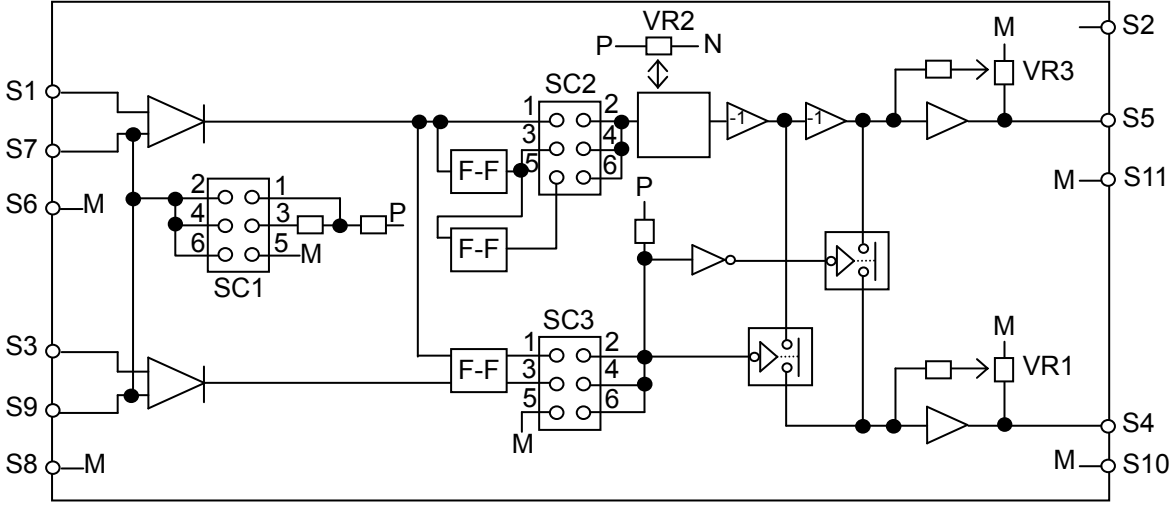 VR2
P N
M
S2
S1
SC2
VR3
1 2
-1 -1
S5
3 4
S7
5 6
F-F
M S11
S6 M
2 1
P
4 3
P
F-F
6 5
M
SC1
SC3
M
S3
1 2
F-F
3 4
VR1
5 6
S9
M
S4
S8 M
M S10